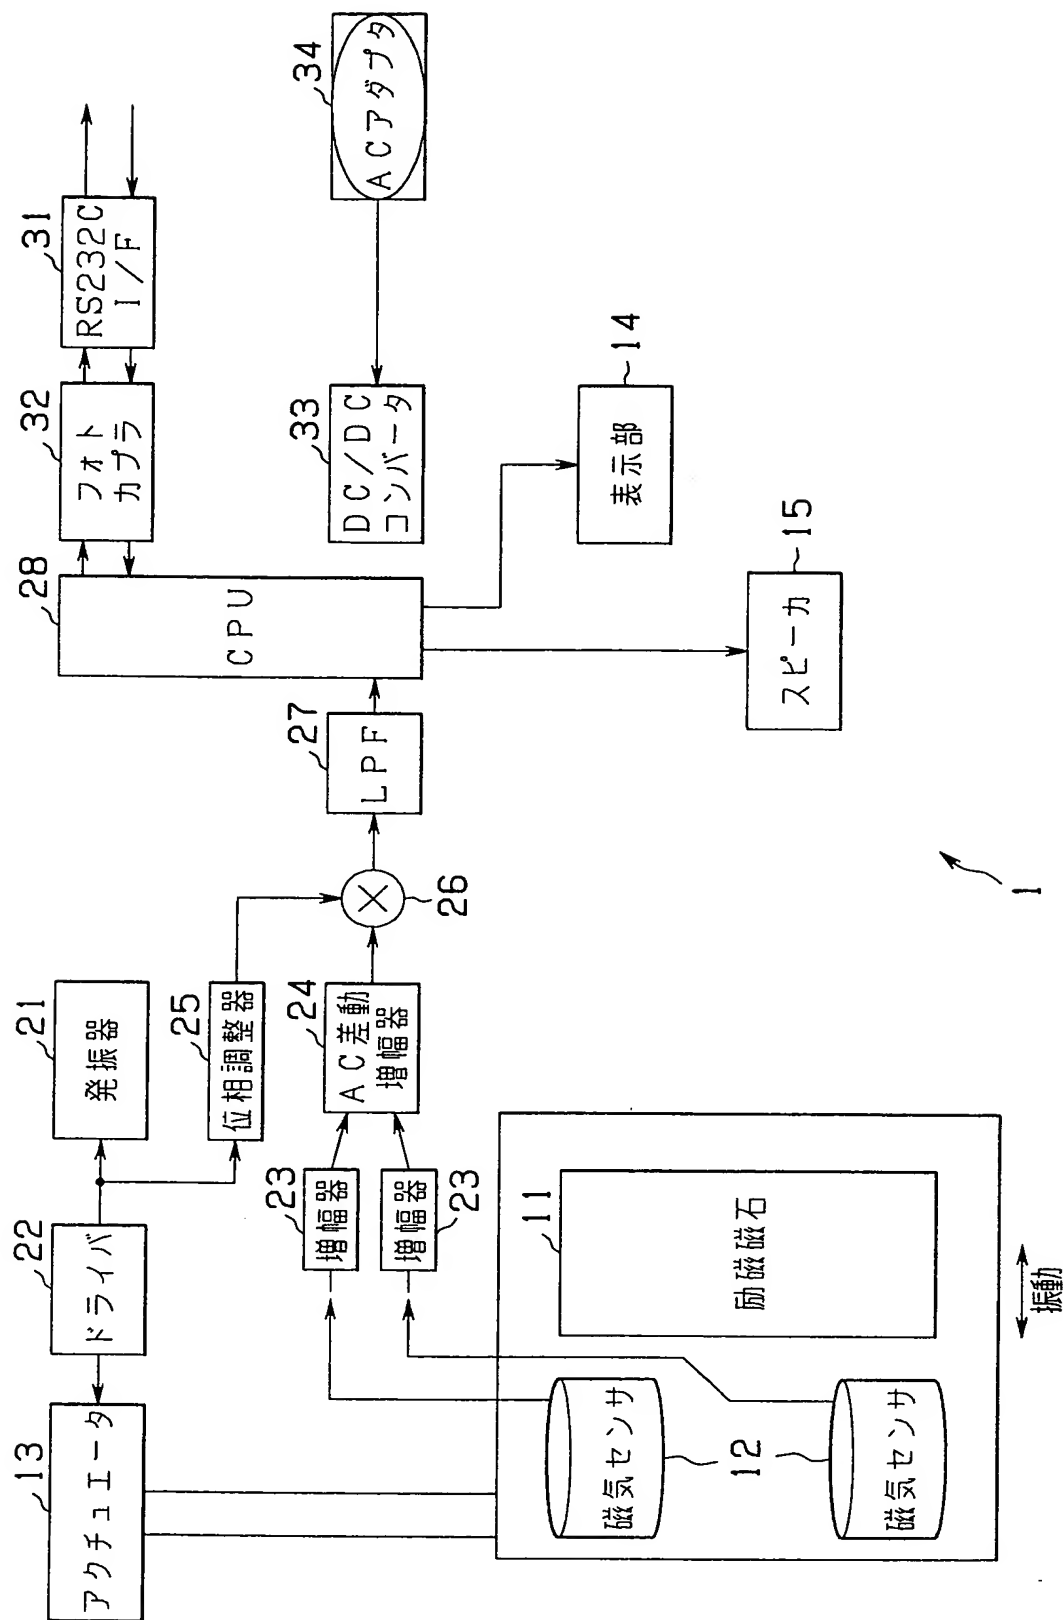 13
アクチュエータ
22
ドライバ
21
発振器
25
位相調整器
23
増幅器
23
増幅器
24
AC差動
増幅器
26
27
LPF
28
CPU
32
フォト
カプラ
31
RS232C
I/F
33
DC/DC
コンバータ
34
ACアダプタ
14
表示部
15
スピーカ
磁気センサ
12
磁気センサ
11
励磁磁石
振動
1